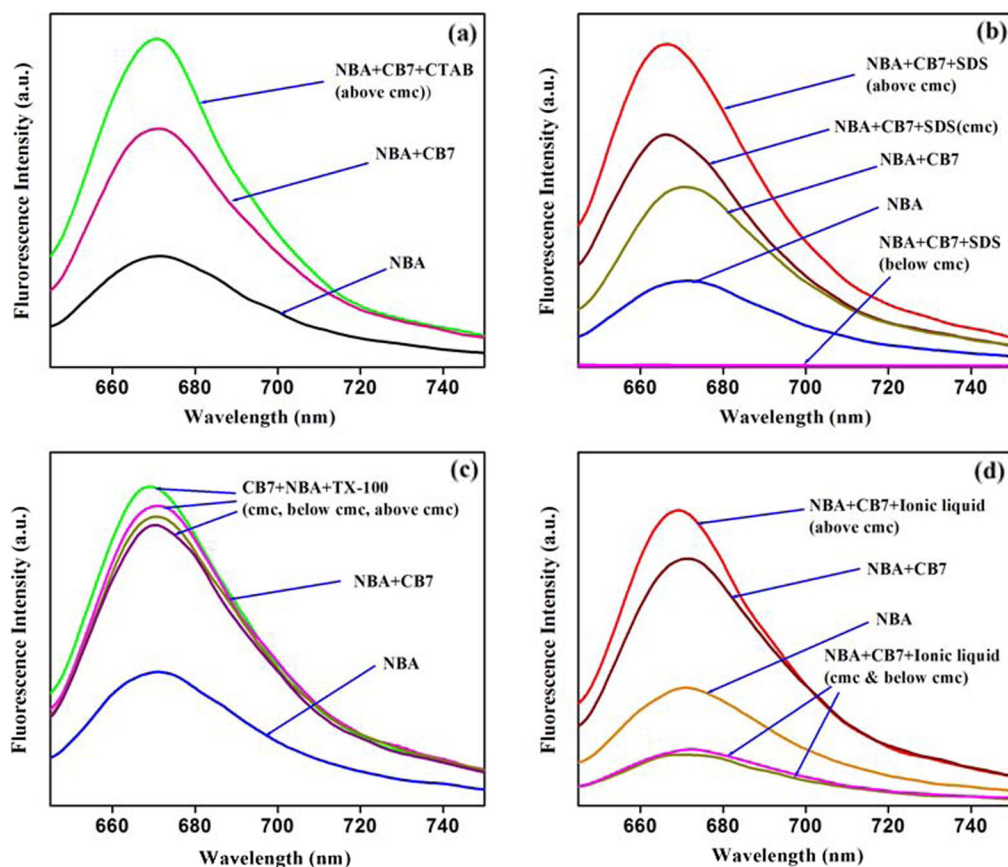 (a)
NBA+CB7+CTAB
(above cmc))
NBA+CB7
NBA
Flurorescence Intensity (a.u.)
660 680 700 720 740
Wavelength (nm)
(b)
NBA+CB7+SDS
(above cmc)
NBA+CB7+SDS(cmc)
NBA+CB7
NBA
NBA+CB7+SDS
(below cmc)
Fluorescence Intensity (a.u.)
660 680 700 720 740
Wavelength (nm)
(c)
CB7+NBA+TX-100
(cmc, below cmc, above cmc)
NBA+CB7
NBA
Fluorescence Intensity (a.u.)
660 680 700 720 740
Wavelength (nm)
(d)
NBA+CB7+Ionic liquid
(above cmc)
NBA+CB7
NBA
NBA+CB7+Ionic liquid
(cmc & below cmc)
Fluorescence Intensity (a.u.)
660 680 700 720 740
Wavelength (nm)